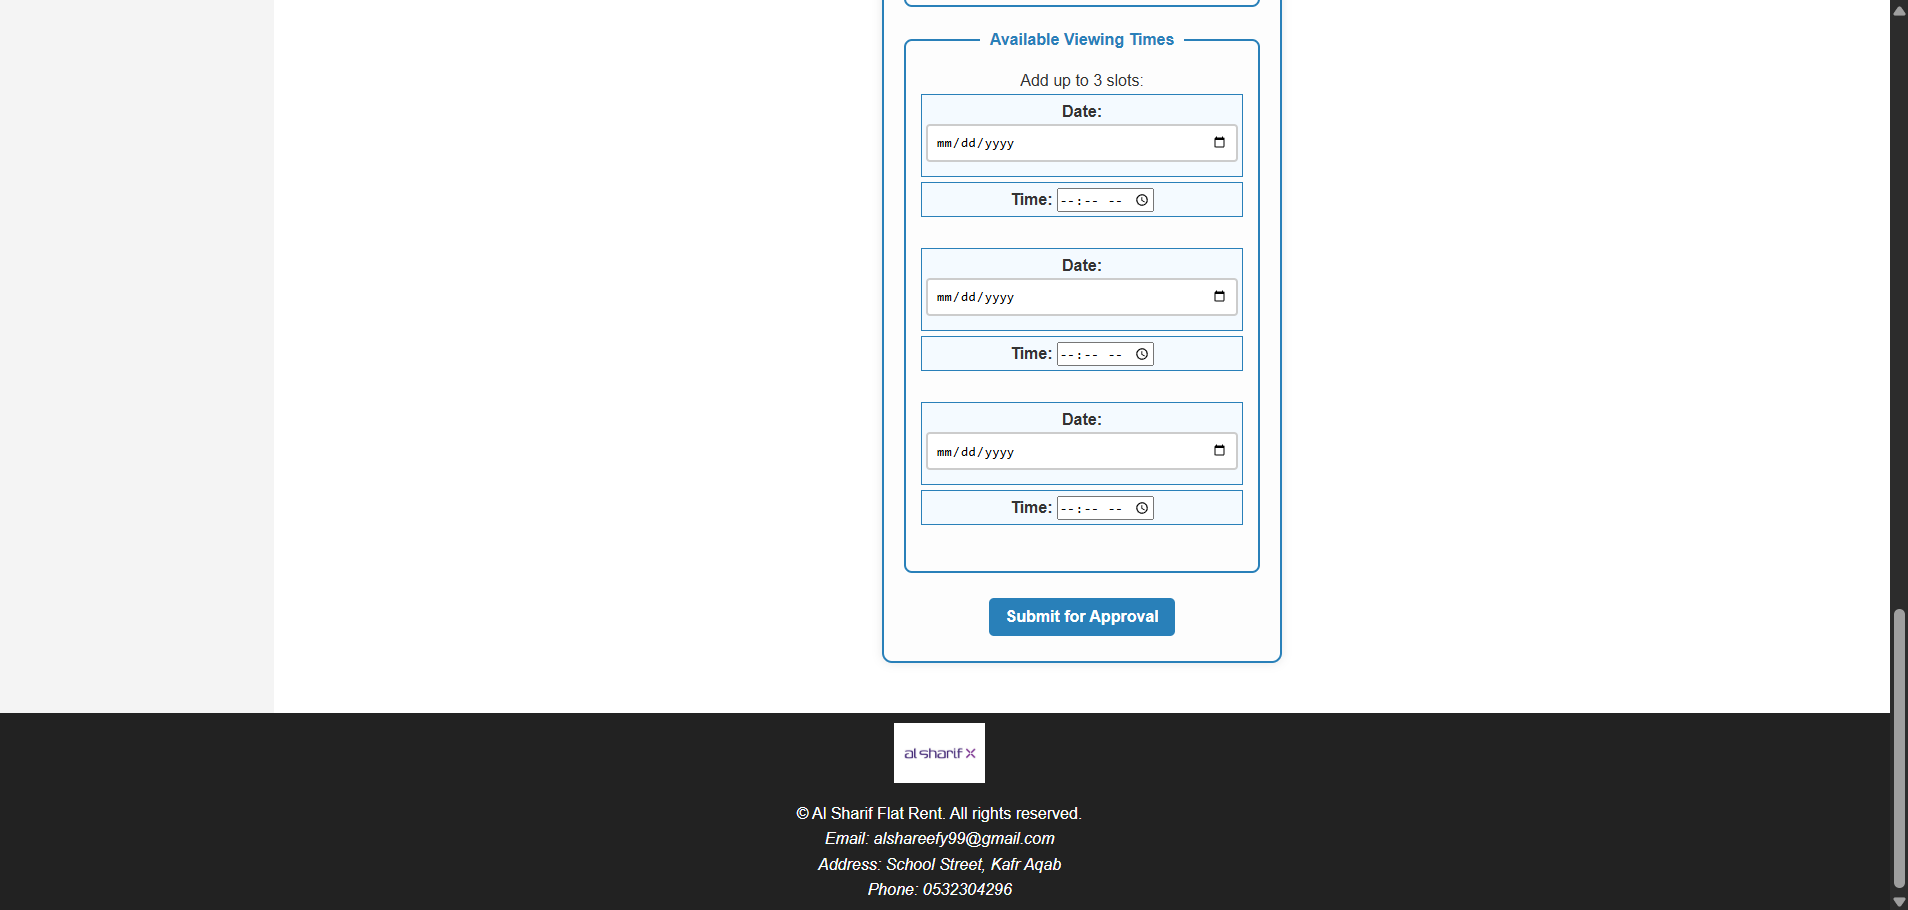 Available Viewing Times
Add up to 3 slots:
Date:
mm/dd/yyyy
Time: --:-- --
Date:
mm/dd/yyyy
Time: --:-- --
Date:
mm/dd/yyyy
Time: --:-- --
Submit for Approval
al sharif X
© Al Sharif Flat Rent. All rights reserved.
Email: alshareefy99@gmail.com
Address: School Street, Kafr Aqab
Phone: 0532304296